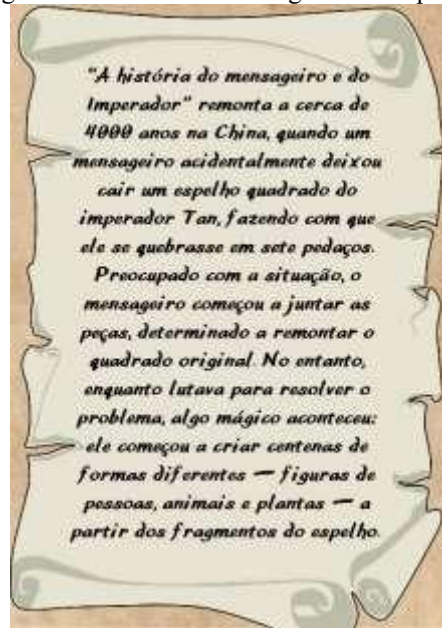 "A história do mensageiro e do
Imperador" remonta a cerca de
4000 anos na China, quando um
mensageiro acidentalmente deixou
cair um espelho quadrado do
imperador Tan, fazendo com que
ele se quebrasse em sete pedaços.
Preocupado com a situação, o
mensageiro começou a juntar as
peças, determinado a remontar o
quadrado original. No entanto,
enquanto lutava para resolver o
problema, algo mágico aconteceu:
ele começou a criar centenas de
formas diferentes — figuras de
pessoas, animais e plantas — a
partir dos fragmentos do espelho.